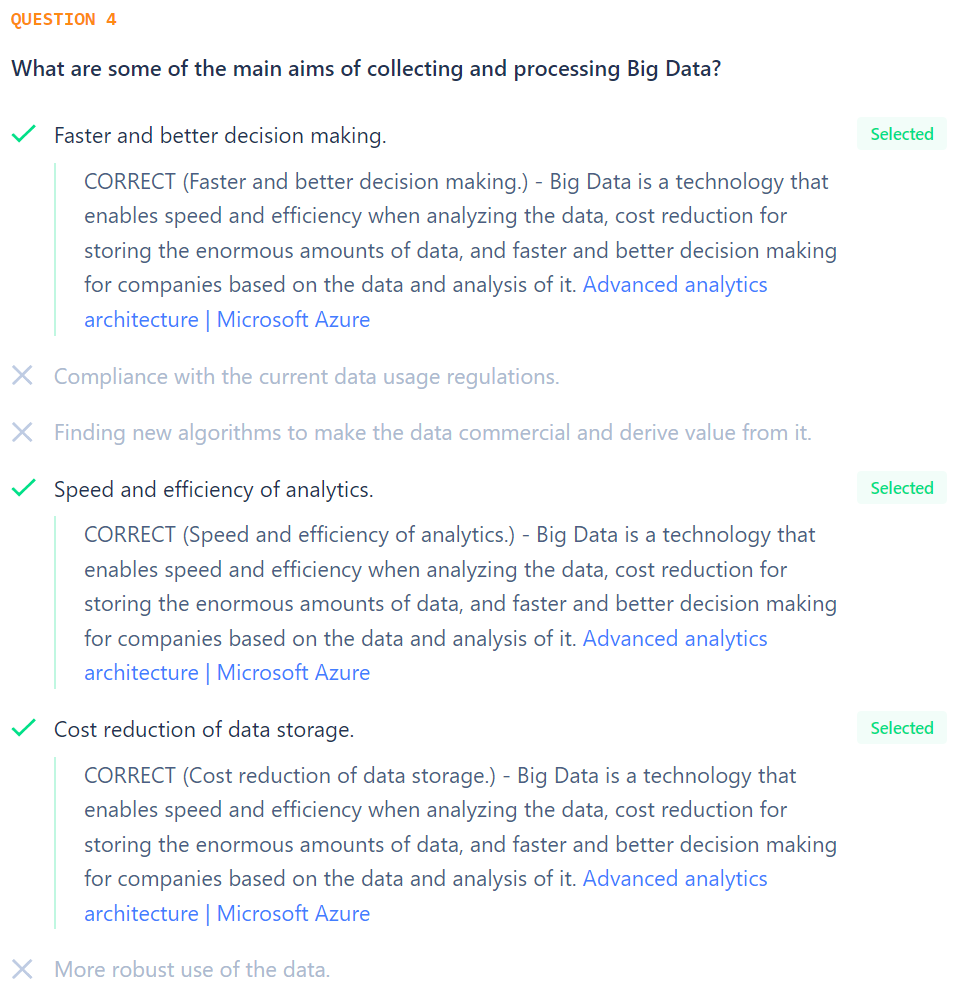 QUESTION 4
What are some of the main aims of collecting and processing Big Data?
Faster and better decision making.
Selected
CORRECT (Faster and better decision making.) - Big Data is a technology that
enables speed and efficiency when analyzing the data, cost reduction for
storing the enormous amounts of data, and faster and better decision making
for companies based on the data and analysis of it. Advanced analytics
architecture | Microsoft Azure
Compliance with the current data usage regulations.
Finding new algorithms to make the data commercial and derive value from it.
Speed and efficiency of analytics.
Selected
CORRECT (Speed and efficiency of analytics.) - Big Data is a technology that
enables speed and efficiency when analyzing the data, cost reduction for
storing the enormous amounts of data, and faster and better decision making
for companies based on the data and analysis of it. Advanced analytics
architecture | Microsoft Azure
Cost reduction of data storage.
Selected
CORRECT (Cost reduction of data storage.) - Big Data is a technology that
enables speed and efficiency when analyzing the data, cost reduction for
storing the enormous amounts of data, and faster and better decision making
for companies based on the data and analysis of it. Advanced analytics
architecture | Microsoft Azure
More robust use of the data.